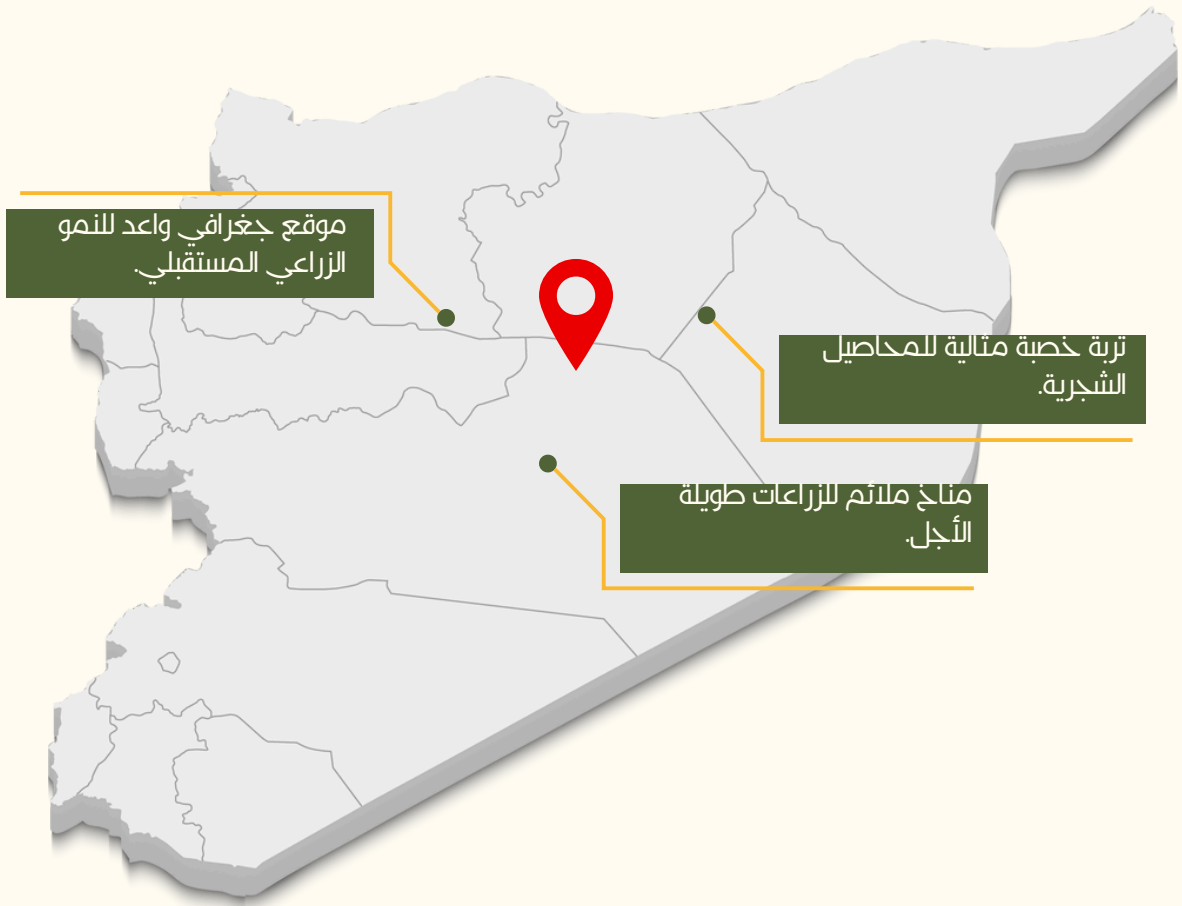 موقع جغرافي واعد للنمو
الزراعي المستقبلي.
تربة خصبة مثالية للمحاصيل
الشجرية.
مناخ ملائم للزراعات طويلة
الأجل.